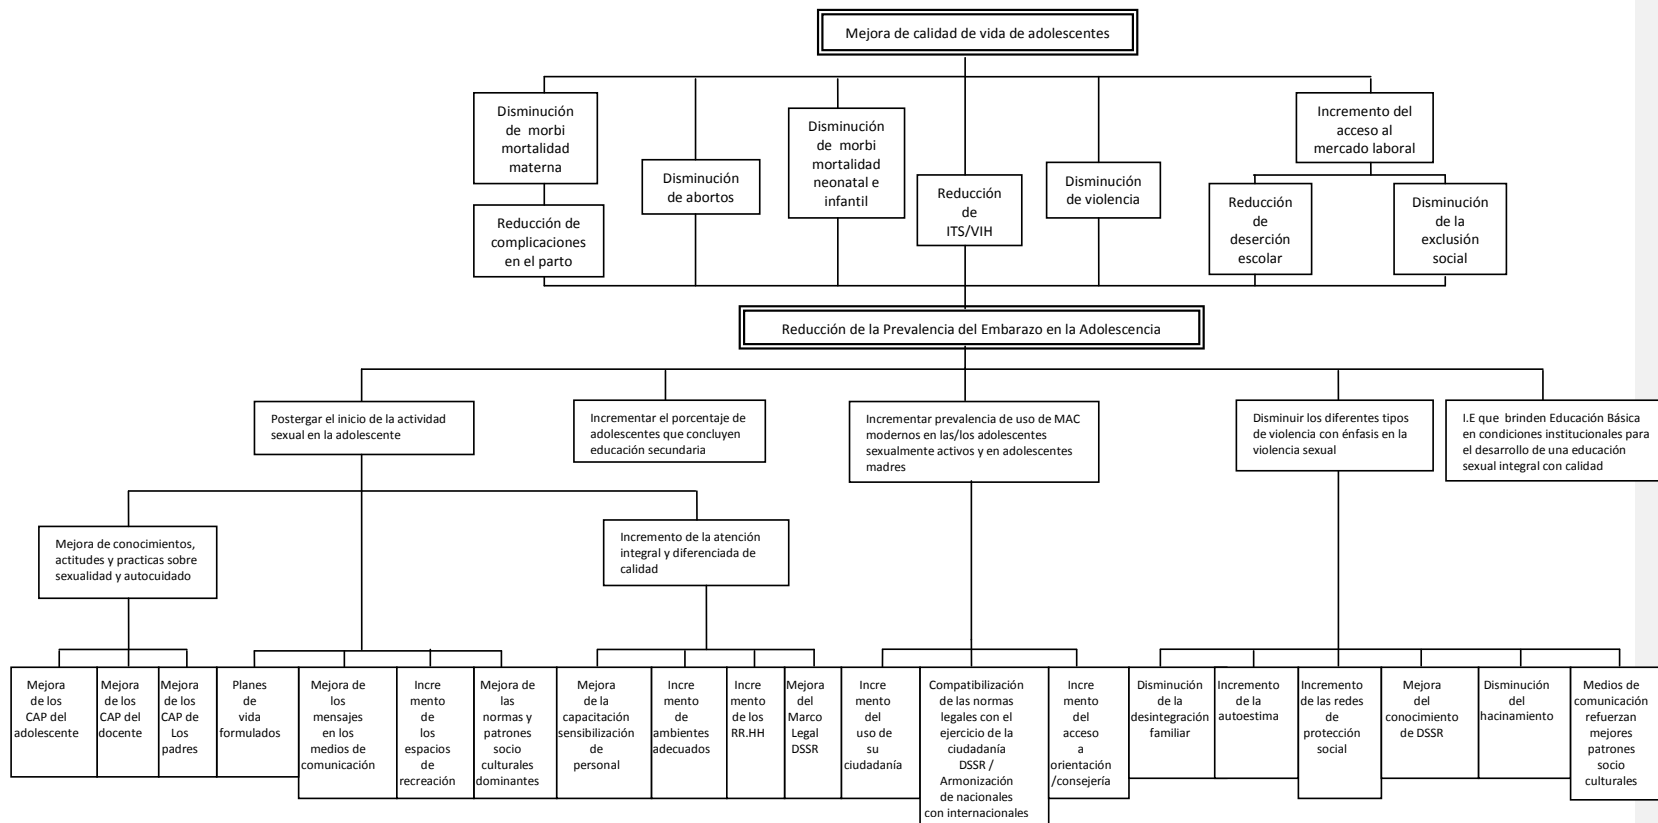 Mejora de calidad de vida de adolescentes
Disminución
de morbi
mortalidad
materna
Disminución
de abortos
Disminución
de morbi
mortalidad
neonatal e
infantil
Reducción
de
ITS/VIH
Disminución
de violencia
Incremento del
acceso al
mercado laboral
Reducción de
complicaciones
en el parto
Reducción
de
deserción
escolar
Disminución
de la
exclusión
social
Reducción de la Prevalencia del Embarazo en la Adolescencia
Postergar el inicio de la actividad
sexual en la adolescente
Incrementar el porcentaje de
adolescentes que concluyen
educación secundaria
Incrementar prevalencia de uso de MAC
modernos en las/los adolescentes
sexualmente activos y en adolescentes
madres
Disminuir los diferentes tipos
de violencia con énfasis en la
violencia sexual
I.E que brinden Educación Básica
en condiciones institucionales para
el desarrollo de una educación
sexual integral con calidad
Mejora de conocimientos,
actitudes y practicas sobre
sexualidad y autocuidado
Incremento de la atención
integral y diferenciada de
calidad
Mejora
de los
CAP del
adolescente
Mejora
de los
CAP del
docente
Mejora
de los
CAP de
Los
padres
Planes
de
vida
formulados
Mejora de
los
mensajes
en los
medios de
comunicación
Incre
mento
de
los
espacios
de
recreación
Mejora de
las
normas y
patrones
socio
culturales
dominantes
Mejora
de la
capacitación
sensibilización
de
personal
Incre
mento
de
ambientes
adecuados
Incre
mento
de los
RR.HH
Mejora
del
Marco
Legal
DSSR
Incre
mento
del
uso de
su
ciudadanía
Compatibilización
de las normas
legales con el
ejercicio de la
ciudadanía
DSSR /
Armonización
de nacionales
con internacionales
Incre
mento
del
acceso
a
orientación
/consejería
Disminución
de la
desintegración
familiar
Incremento
de la
autoestima
Incremento
de las redes
de
protección
social
Mejora
del
conocimiento
de DSSR
Disminución
del
hacinamiento
Medios de
comunicación
refuerzan
mejores
patrones
socio
culturales